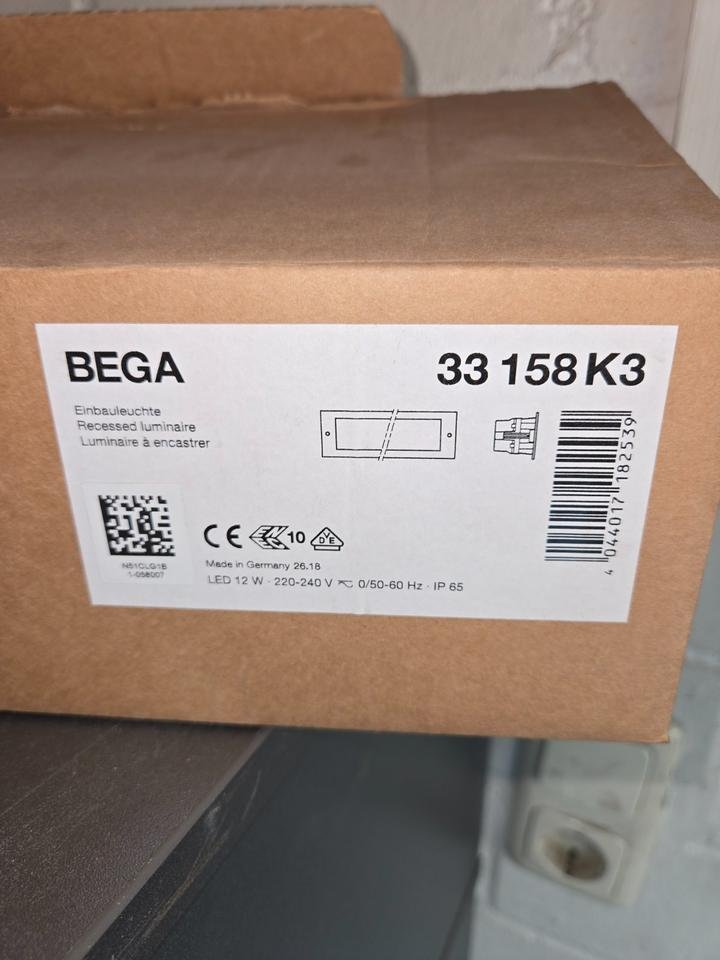 BEGA
33 158 K3
Einbauleuchte
Recessed luminaire
Luminaire à encastrer
4 044017 182539
N51CLG1B
1-058007
CE
10
VDE
Made in Germany 26.18
LED 12 W · 220-240 V 0/50-60 Hz · IP 65